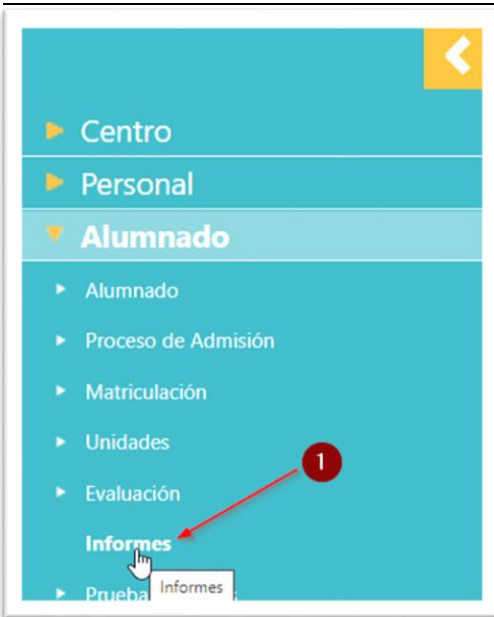 Centro
Personal
Alumnado
Alumnado
Proceso de Admisión
Matriculación
Unidades
1
Evaluación
Informes
Informes